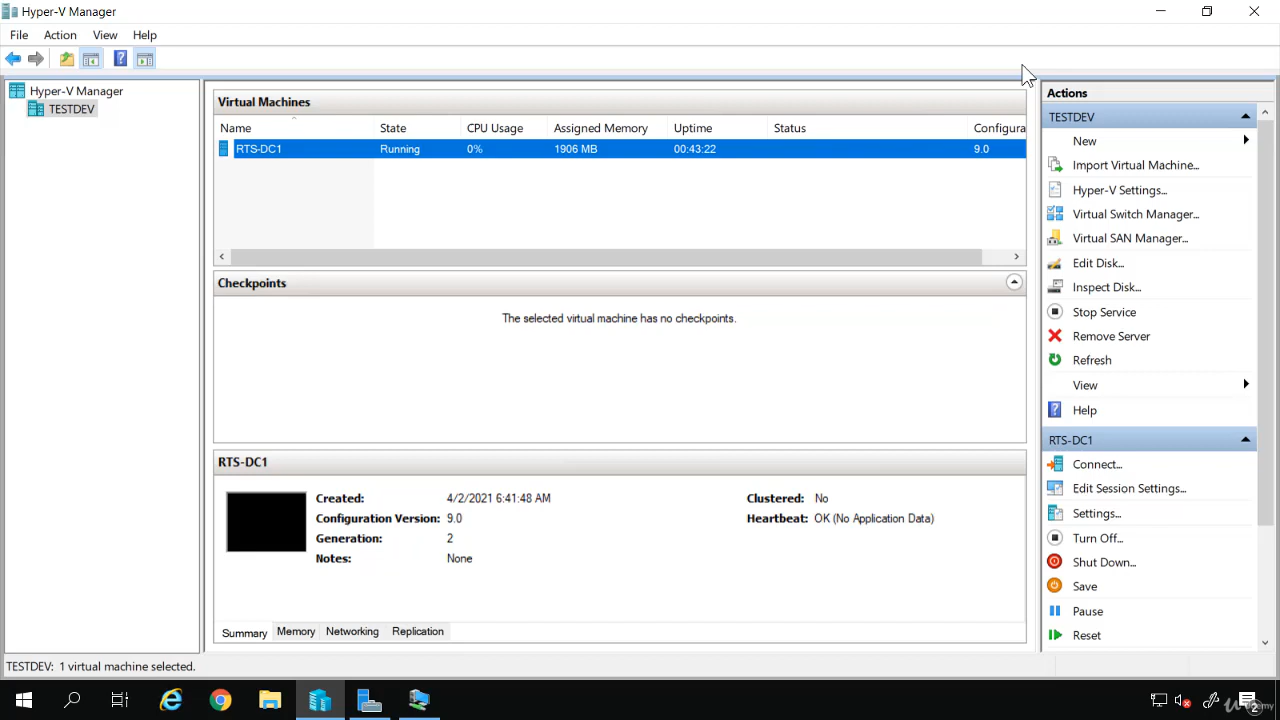 Hyper-V Manager
File Action View Help
Hyper-V Manager
TESTDEV
Virtual Machines
Name State CPU Usage Assigned Memory Uptime Status Configura
RTS-DC1 Running 0% 1906 MB 00:43:22 9.0
Checkpoints
The selected virtual machine has no checkpoints.
RTS-DC1
Created: 4/2/2021 6:41:48 AM Clustered: No
Configuration Version: 9.0 Heartbeat: OK (No Application Data)
Generation: 2
Notes: None
Summary Memory Networking Replication
Actions
TESTDEV
New
Import Virtual Machine...
Hyper-V Settings...
Virtual Switch Manager...
Virtual SAN Manager...
Edit Disk...
Inspect Disk...
Stop Service
Remove Server
Refresh
View
Help
RTS-DC1
Connect...
Edit Session Settings...
Settings...
Turn Off...
Shut Down...
Save
Pause
Reset
TESTDEV: 1 virtual machine selected.
2